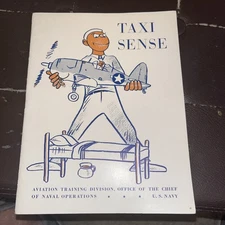 TAXI
SENSE
AVIATION TRAINING DIVISION, OFFICE OF THE CHIEF
OF NAVAL OPERATIONS ★ ★ ★ U. S. NAVY